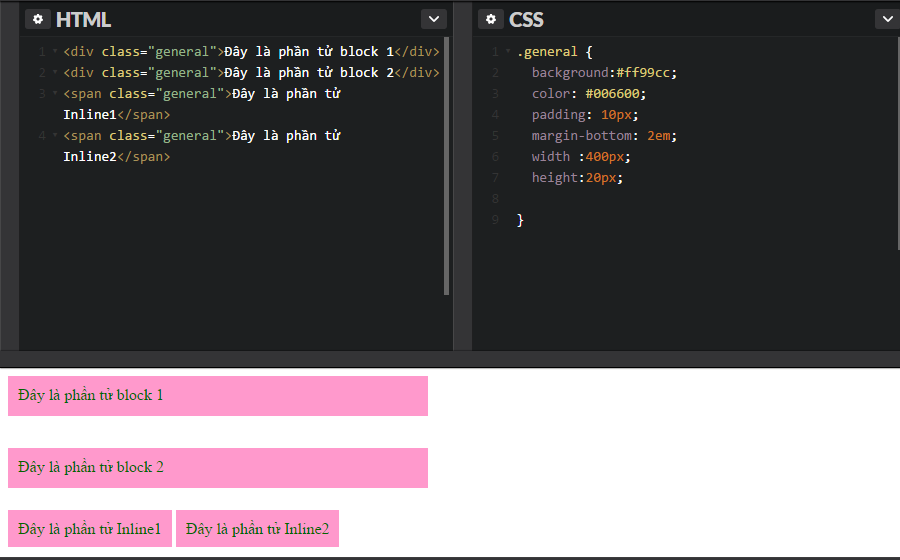 HTML
1 <div class="general">Đây là phần tử block 1</div>
2 <div class="general">Đây là phần tử block 2</div>
3 <span class="general">Đây là phần tử
Inline1</span>
4 <span class="general">Đây là phần tử
Inline2</span>
CSS
1 .general {
2 background:#ff99cc;
3 color: #006600;
4 padding: 10px;
5 margin-bottom: 2em;
6 width :400px;
7 height:20px;
8
9 }
Đây là phần tử block 1
Đây là phần tử block 2
Đây là phần tử Inline1 Đây là phần tử Inline2